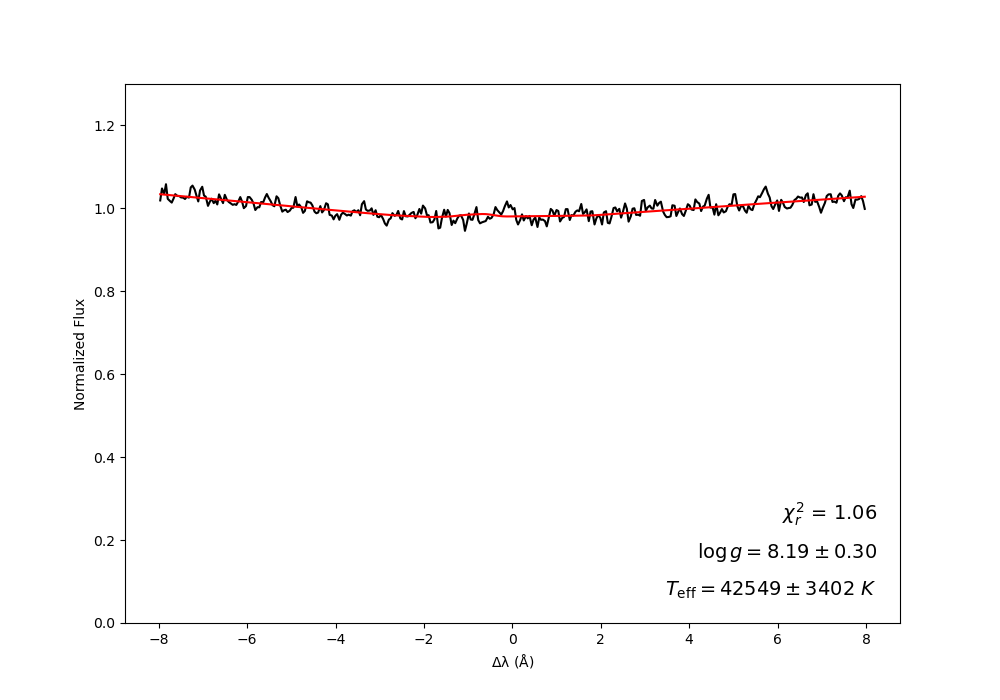 1.2
1.0
0.8
0.6
0.4
0.2
0.0
Normalized Flux
χ²ᵣ = 1.06
log g = 8.19 ± 0.30
T_eff = 42549 ± 3402 K
−8 −6 −4 −2 0 2 4 6 8
Δλ (Å)